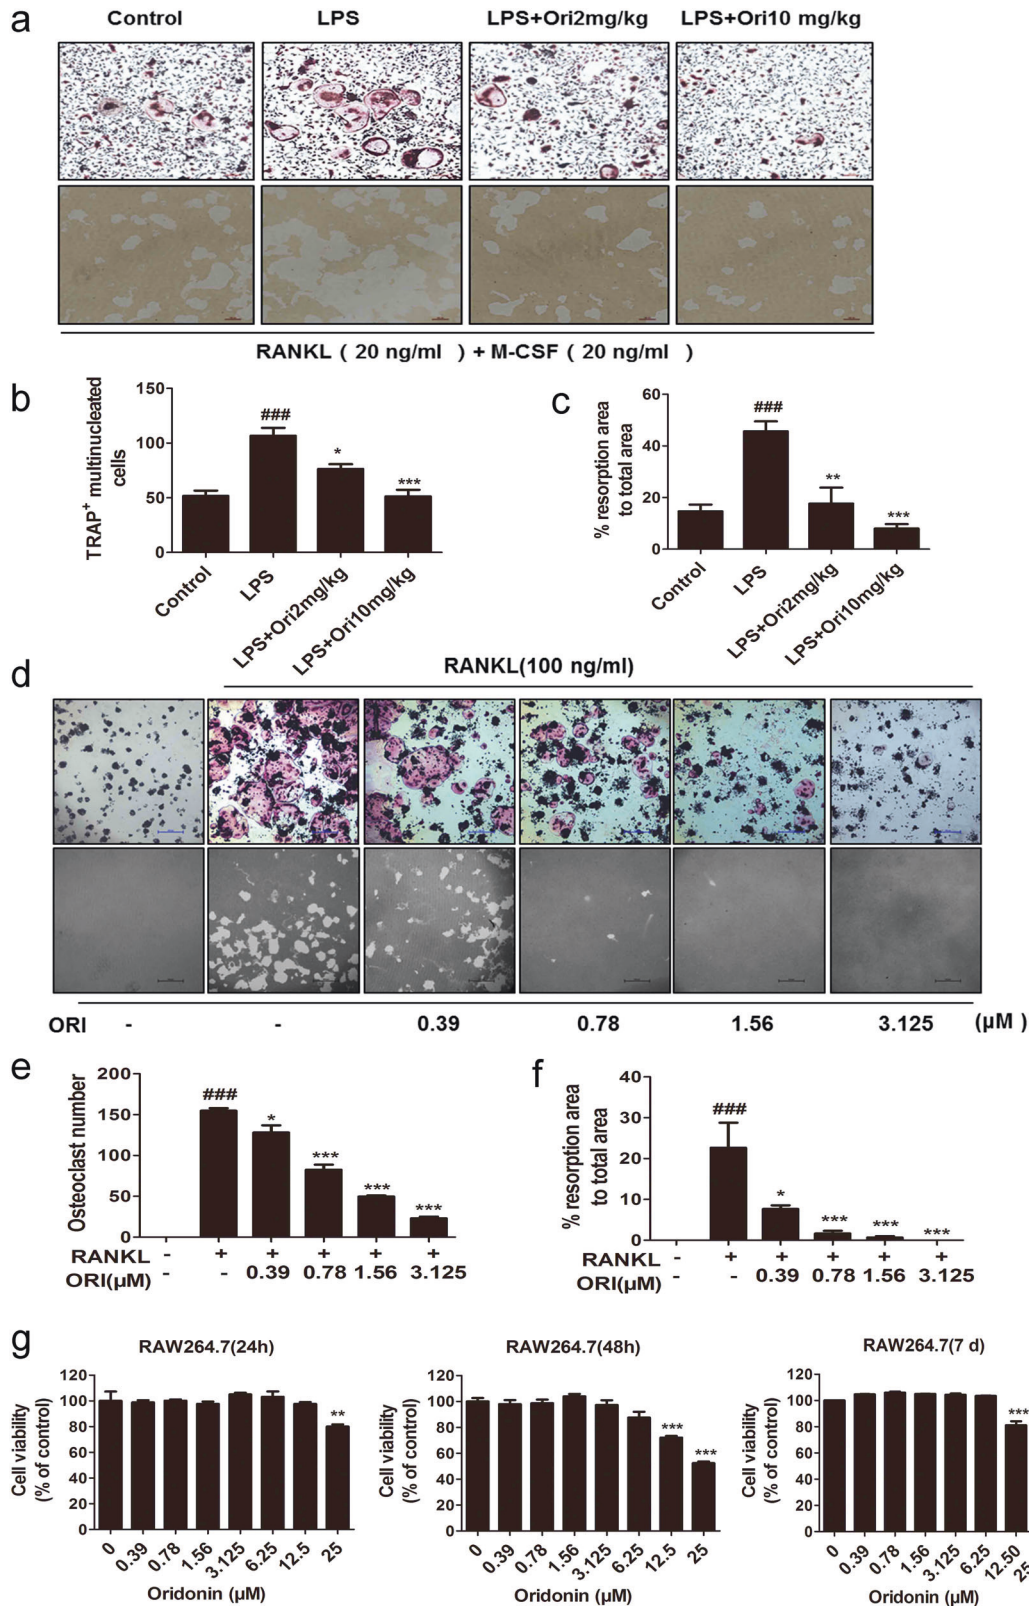 a
Control LPS LPS+Ori2mg/kg LPS+Ori10 mg/kg
RANKL ( 20 ng/ml ) + M-CSF ( 20 ng/ml )
b
TRAP+ multinucleated
cells
150
100
50
0
###
*
***
Control
LPS
LPS+Ori2mg/kg
LPS+Ori10mg/kg
c
% resorption area
to total area
60
40
20
0
###
**
***
Control
LPS
LPS+Ori2mg/kg
LPS+Ori10mg/kg
d
RANKL(100 ng/ml)
ORI - - 0.39 0.78 1.56 3.125 (μM )
e
Osteoclast number
200
150
100
50
0
###
*
***
***
***
RANKL - + + + + +
ORI(μM) - - 0.39 0.78 1.56 3.125
f
% resorption area
to total area
40
30
20
10
0
###
*
***
***
***
RANKL - + + + + +
ORI(μM) - - 0.39 0.78 1.56 3.125
g
RAW264.7(24h)
Cell viability
(% of control)
120
100
80
60
40
20
0
**
0 0.39 0.78 1.56 3.125 6.25 12.5 25
Oridonin (μM)
RAW264.7(48h)
Cell viability
(% of control)
120
100
80
60
40
20
0
***
***
0 0.39 0.78 1.56 3.125 6.25 12.5 25
Oridonin (μM)
RAW264.7(7 d)
Cell viability
(% of control)
120
100
80
60
40
20
0
***
0 0.39 0.78 1.56 3.125 6.25 12.50 25
Oridonin (μM)